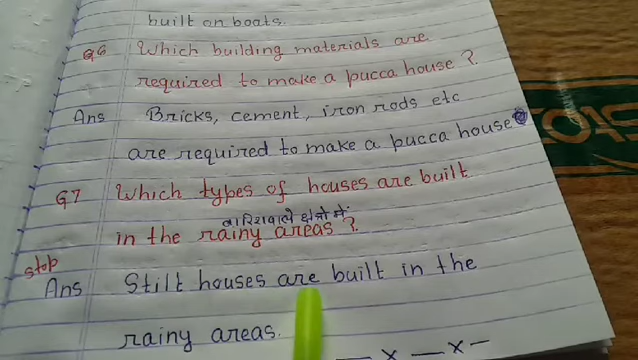 built on boats.
Q6 Which building materials are
required to make a pucca house?
Ans Bricks, cement, iron rods etc
are required to make a pucca house
Q7 Which types of houses are built
बारिशवाले क्षेत्रो में
in the rainy areas?
stop
Ans Stilt houses are built in the
rainy areas.
— x — x —